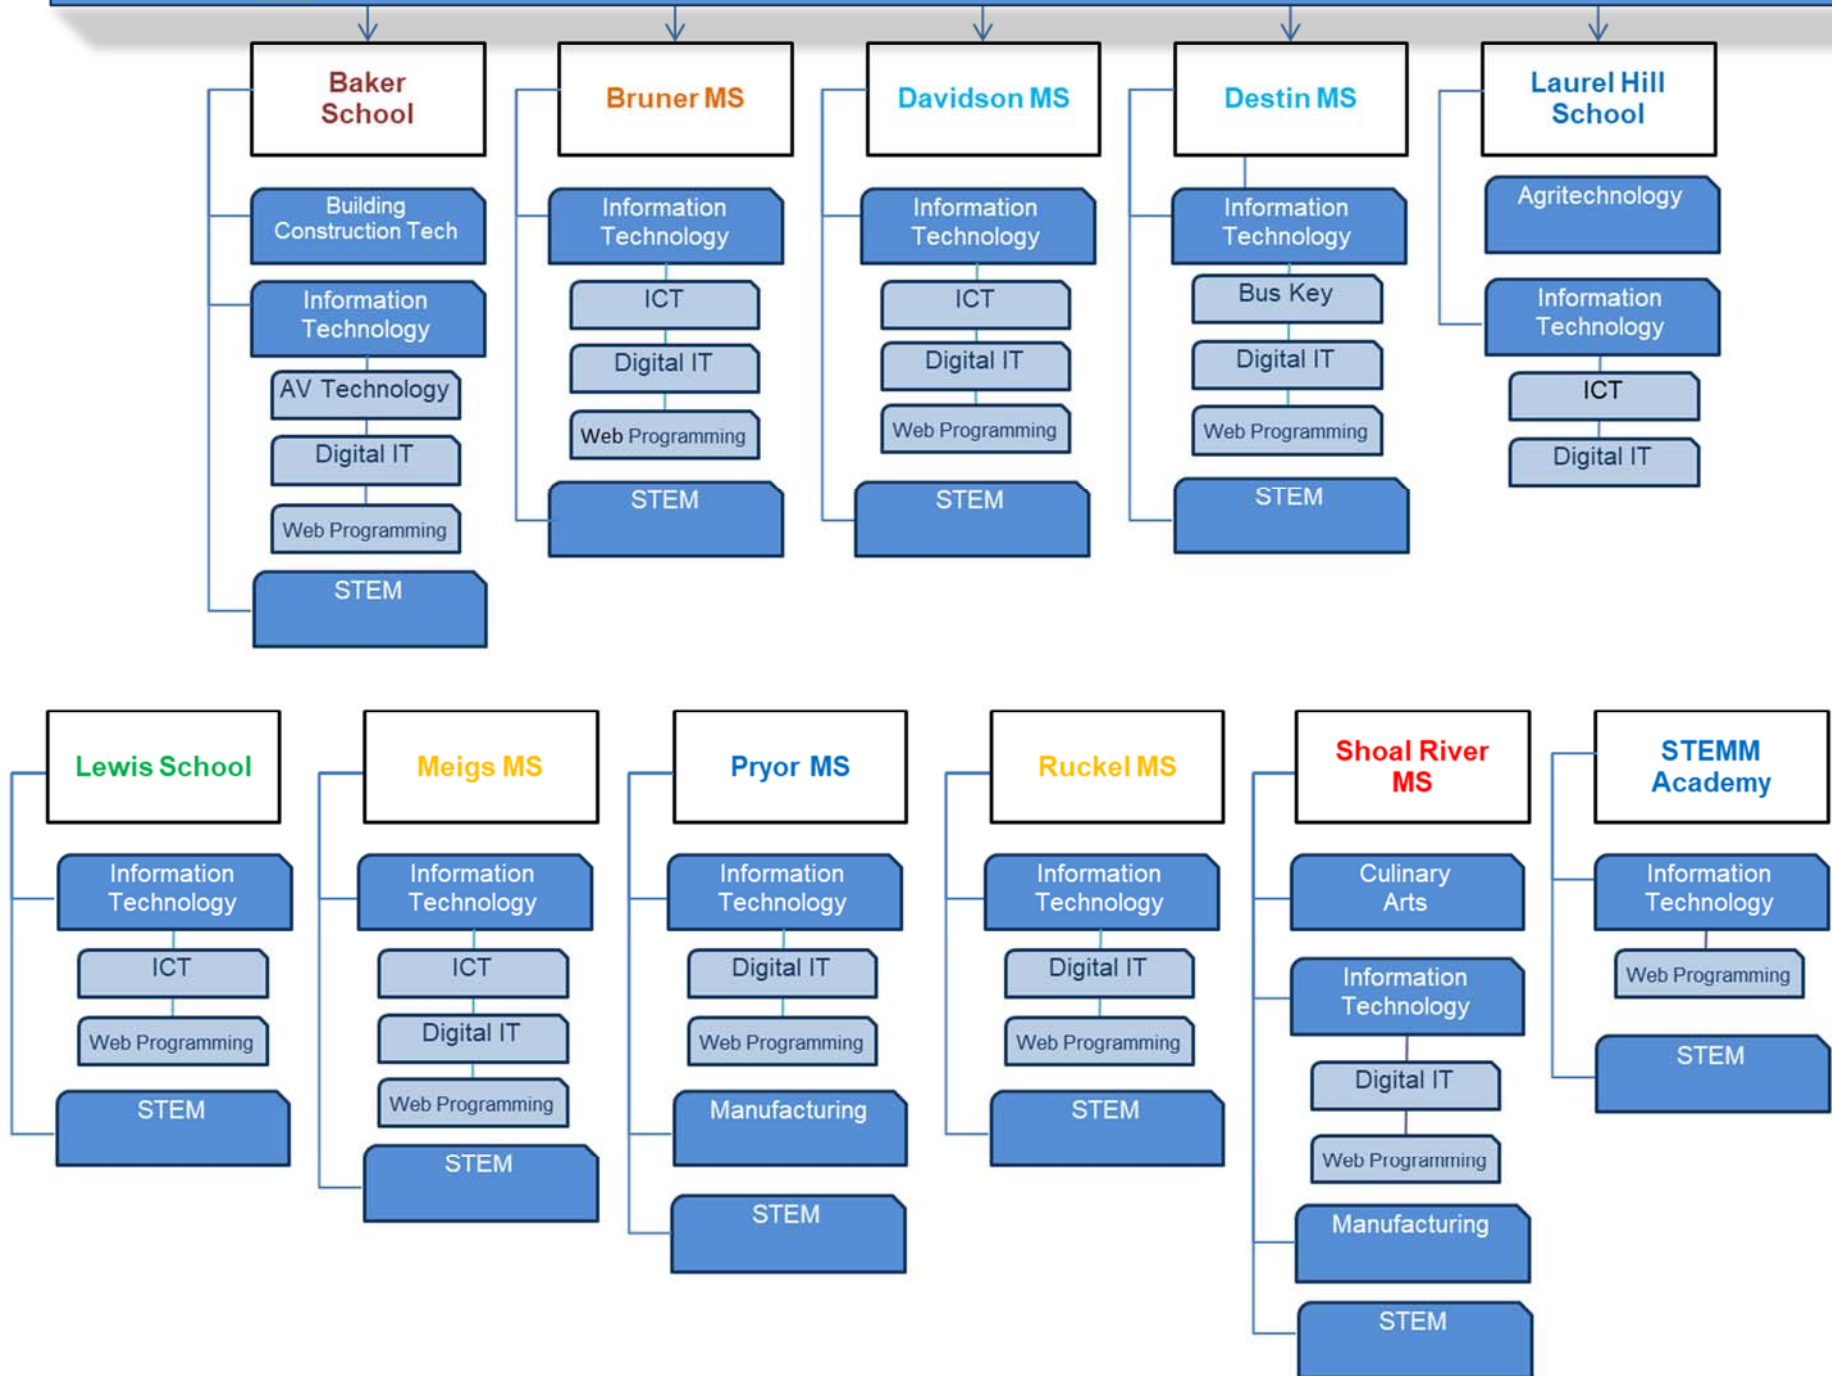 Baker
School
Building
Construction Tech
Information
Technology
AV Technology
Digital IT
Web Programming
STEM
Bruner MS
Information
Technology
ICT
Digital IT
Web Programming
STEM
Davidson MS
Information
Technology
ICT
Digital IT
Web Programming
STEM
Destin MS
Information
Technology
Bus Key
Digital IT
Web Programming
STEM
Laurel Hill
School
Agritechnology
Information
Technology
ICT
Digital IT
Lewis School
Information
Technology
ICT
Web Programming
STEM
Meigs MS
Information
Technology
ICT
Digital IT
Web Programming
STEM
Pryor MS
Information
Technology
Digital IT
Web Programming
Manufacturing
STEM
Ruckel MS
Information
Technology
Digital IT
Web Programming
STEM
Shoal River
MS
Culinary
Arts
Information
Technology
Digital IT
Web Programming
Manufacturing
STEM
STEMM
Academy
Information
Technology
Web Programming
STEM